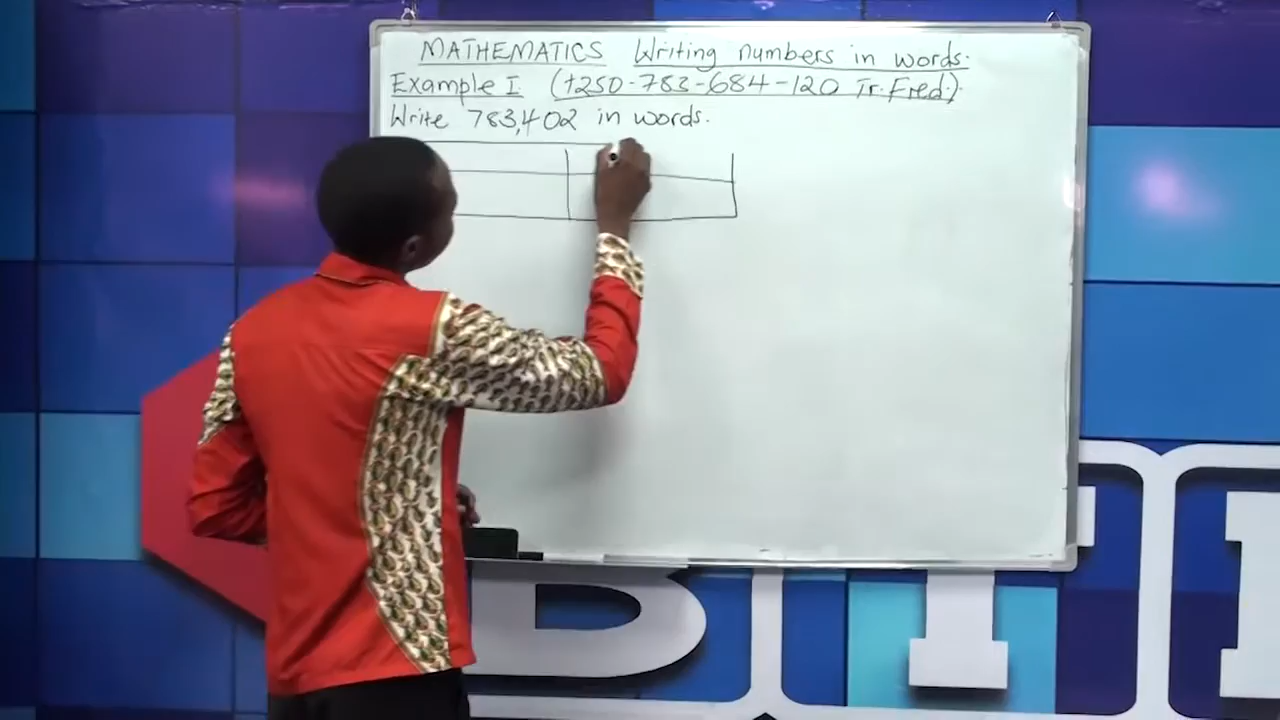 MATHEMATICS Writing numbers in words.
Example I. (+250-783-684-120 Tr. Fred.)
Write 783,402 in words.